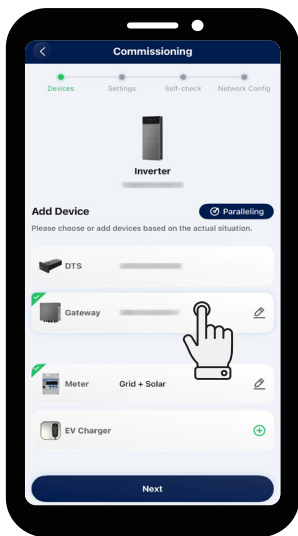 Commissioning
Devices Settings Self-check Network Config
Inverter
Add Device Paralleling
Please choose or add devices based on the actual situation.
DTS
Gateway
Meter Grid + Solar
EV Charger
Next